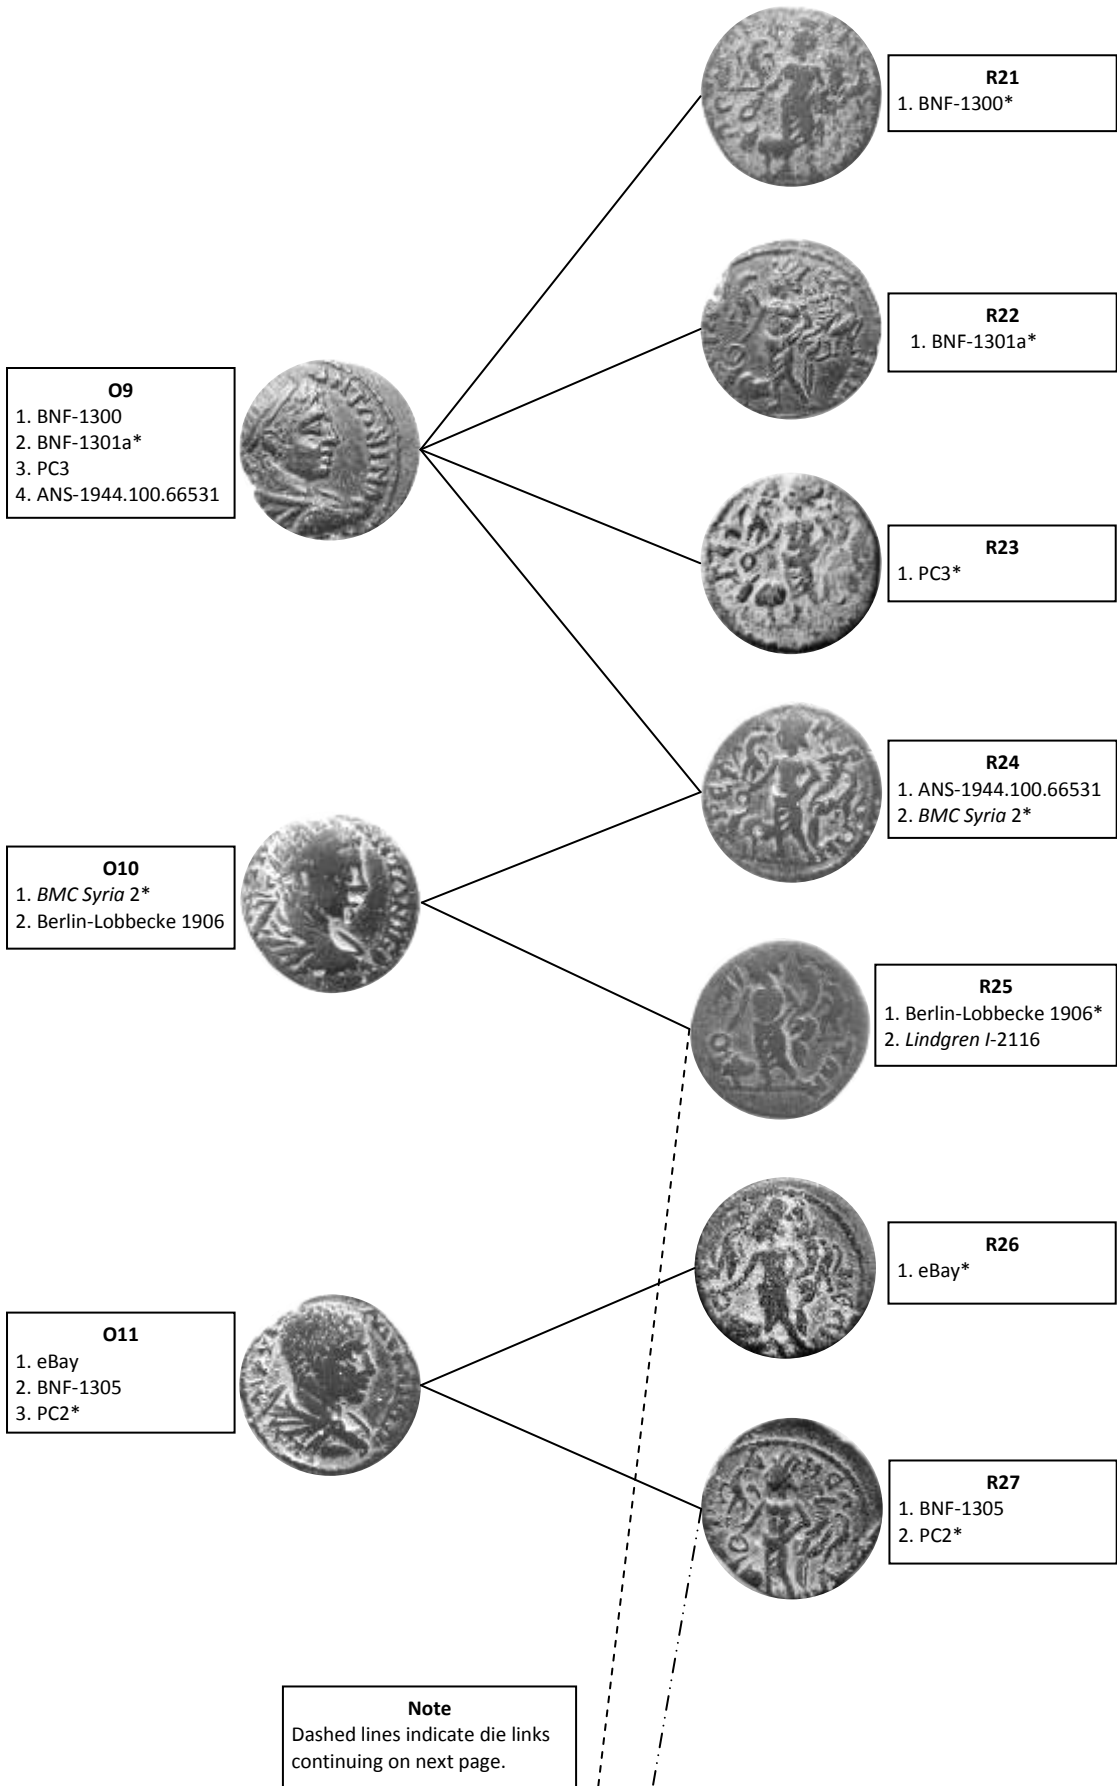 R21
1. BNF-1300*
R22
1. BNF-1301a*
O9
1. BNF-1300
2. BNF-1301a*
3. PC3
4. ANS-1944.100.66531
R23
1. PC3*
R24
1. ANS-1944.100.66531
2. BMC Syria 2*
O10
1. BMC Syria 2*
2. Berlin-Lobbecke 1906
R25
1. Berlin-Lobbecke 1906*
2. Lindgren I-2116
R26
1. eBay*
O11
1. eBay
2. BNF-1305
3. PC2*
R27
1. BNF-1305
2. PC2*
Note
Dashed lines indicate die links
continuing on next page.